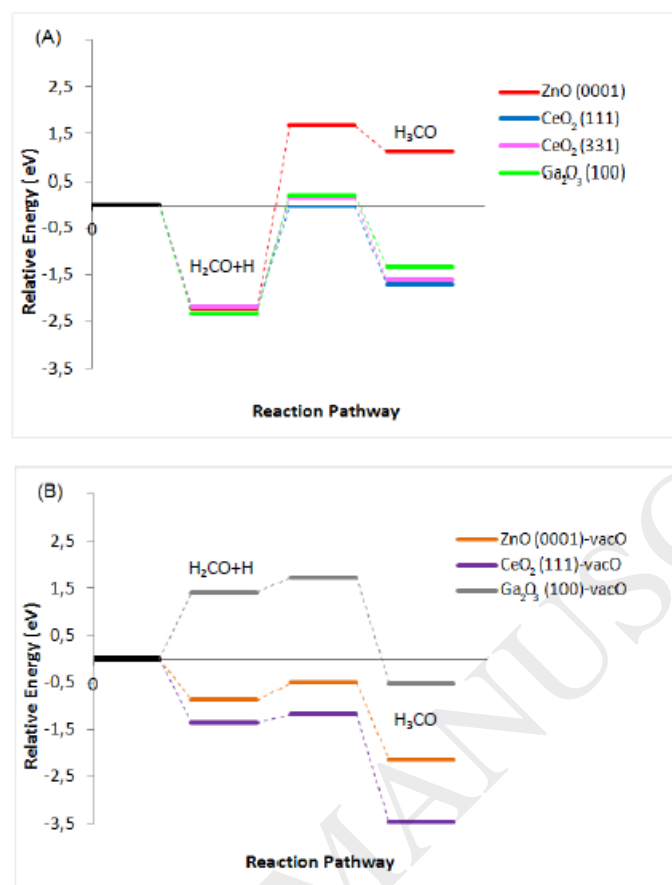 (A)
2,5
1,5
0,5
-0,5
-1,5
-2,5
-3,5
0
Relative Energy (eV)
H₂CO+H
H₃CO
ZnO (0001)
CeO₂ (111)
CeO₂ (331)
Ga₂O₃ (100)
Reaction Pathway
(B)
2,5
1,5
0,5
-0,5
-1,5
-2,5
-3,5
0
Relative Energy (eV)
H₂CO+H
H₃CO
ZnO (0001)-vacO
CeO₂ (111)-vacO
Ga₂O₃ (100)-vacO
Reaction Pathway
MANUSC